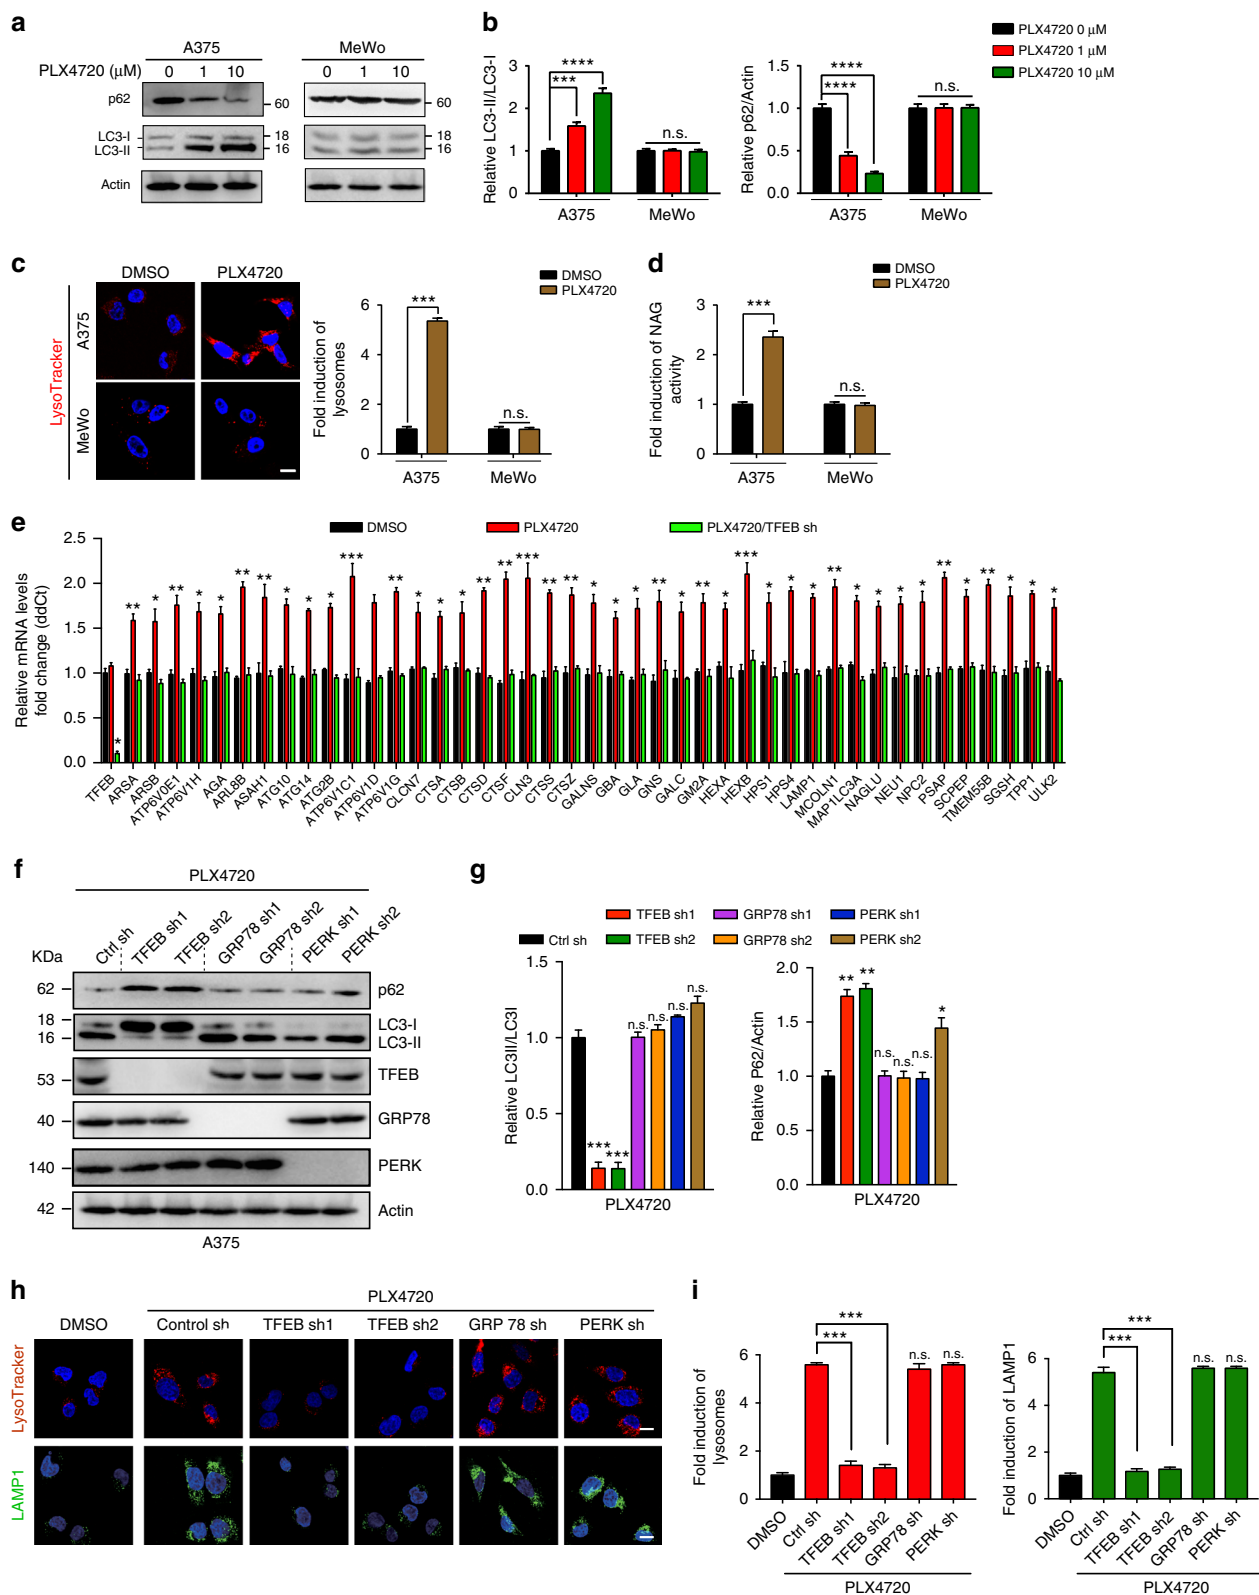 a
A375
MeWo
PLX4720 (μM)
0 1 10
0 1 10
p62
60
60
LC3-I
LC3-II
18
16
18
16
Actin
b
PLX4720 0 μM
PLX4720 1 μM
PLX4720 10 μM
Relative LC3-II/LC3-I
3
2
1
0
***
****
n.s.
A375
MeWo
Relative p62/Actin
1.5
1.0
0.5
0.0
****
****
n.s.
A375
MeWo
c
DMSO
PLX4720
LysoTracker
A375
MeWo
DMSO
PLX4720
Fold induction of
lysosomes
6
4
2
0
***
n.s.
A375
MeWo
d
DMSO
PLX4720
Fold induction of NAG
activity
3
2
1
0
***
n.s.
A375
MeWo
e
DMSO
PLX4720
PLX4720/TFEB sh
Relative mRNA levels
fold change (ddCt)
2.5
2.0
1.5
1.0
0.5
0.0
* ** * ** * * ** ** * * * *** ** * * * ** ** *** ** ** * * * ** * ** * *** * * * ** * * * * ** * ** * * *
TFEB
ARSA
ARSB
ATP6V0E1
ATP6V1H
AGA
ARL8B
ASAH1
ATG10
ATG14
ATG2B
ATP6V1C1
ATP6V1D
ATP6V1G
CLCN7
CTSA
CTSB
CTSD
CTSF
CLN3
CTSS
CTSZ
GALNS
GBA
GLA
GNS
GALC
GM2A
HEXA
HEXB
HPS1
HPS4
LAMP1
MCOLN1
MAP1LC3A
NAGLU
NEU1
NPC2
PSAP
SCPEP
TMEM55B
SGSH
TPP1
ULK2
f
PLX4720
KDa
Ctrl sh
TFEB sh1
TFEB sh2
GRP78 sh1
GRP78 sh2
PERK sh1
PERK sh2
62
p62
18
LC3-I
16
LC3-II
53
TFEB
40
GRP78
140
PERK
42
Actin
A375
g
TFEB sh1
GRP78 sh1
PERK sh1
Ctrl sh
TFEB sh2
GRP78 sh2
PERK sh2
Relative LC3II/LC3I
1.5
1.0
0.5
0.0
***
***
n.s.
n.s.
n.s.
n.s.
PLX4720
Relative P62/Actin
2.0
1.5
1.0
0.5
0.0
**
**
n.s.
n.s.
n.s.
*
PLX4720
h
PLX4720
DMSO
Control sh
TFEB sh1
TFEB sh2
GRP 78 sh
PERK sh
LysoTracker
LAMP1
i
Fold induction of
lysosomes
6
4
2
0
***
***
n.s.
n.s.
DMSO
Ctrl sh
TFEB sh1
TFEB sh2
GRP78 sh
PERK sh
PLX4720
Fold induction of LAMP1
6
4
2
0
***
***
n.s.
n.s.
DMSO
Ctrl sh
TFEB sh1
TFEB sh2
GRP78 sh
PERK sh
PLX4720